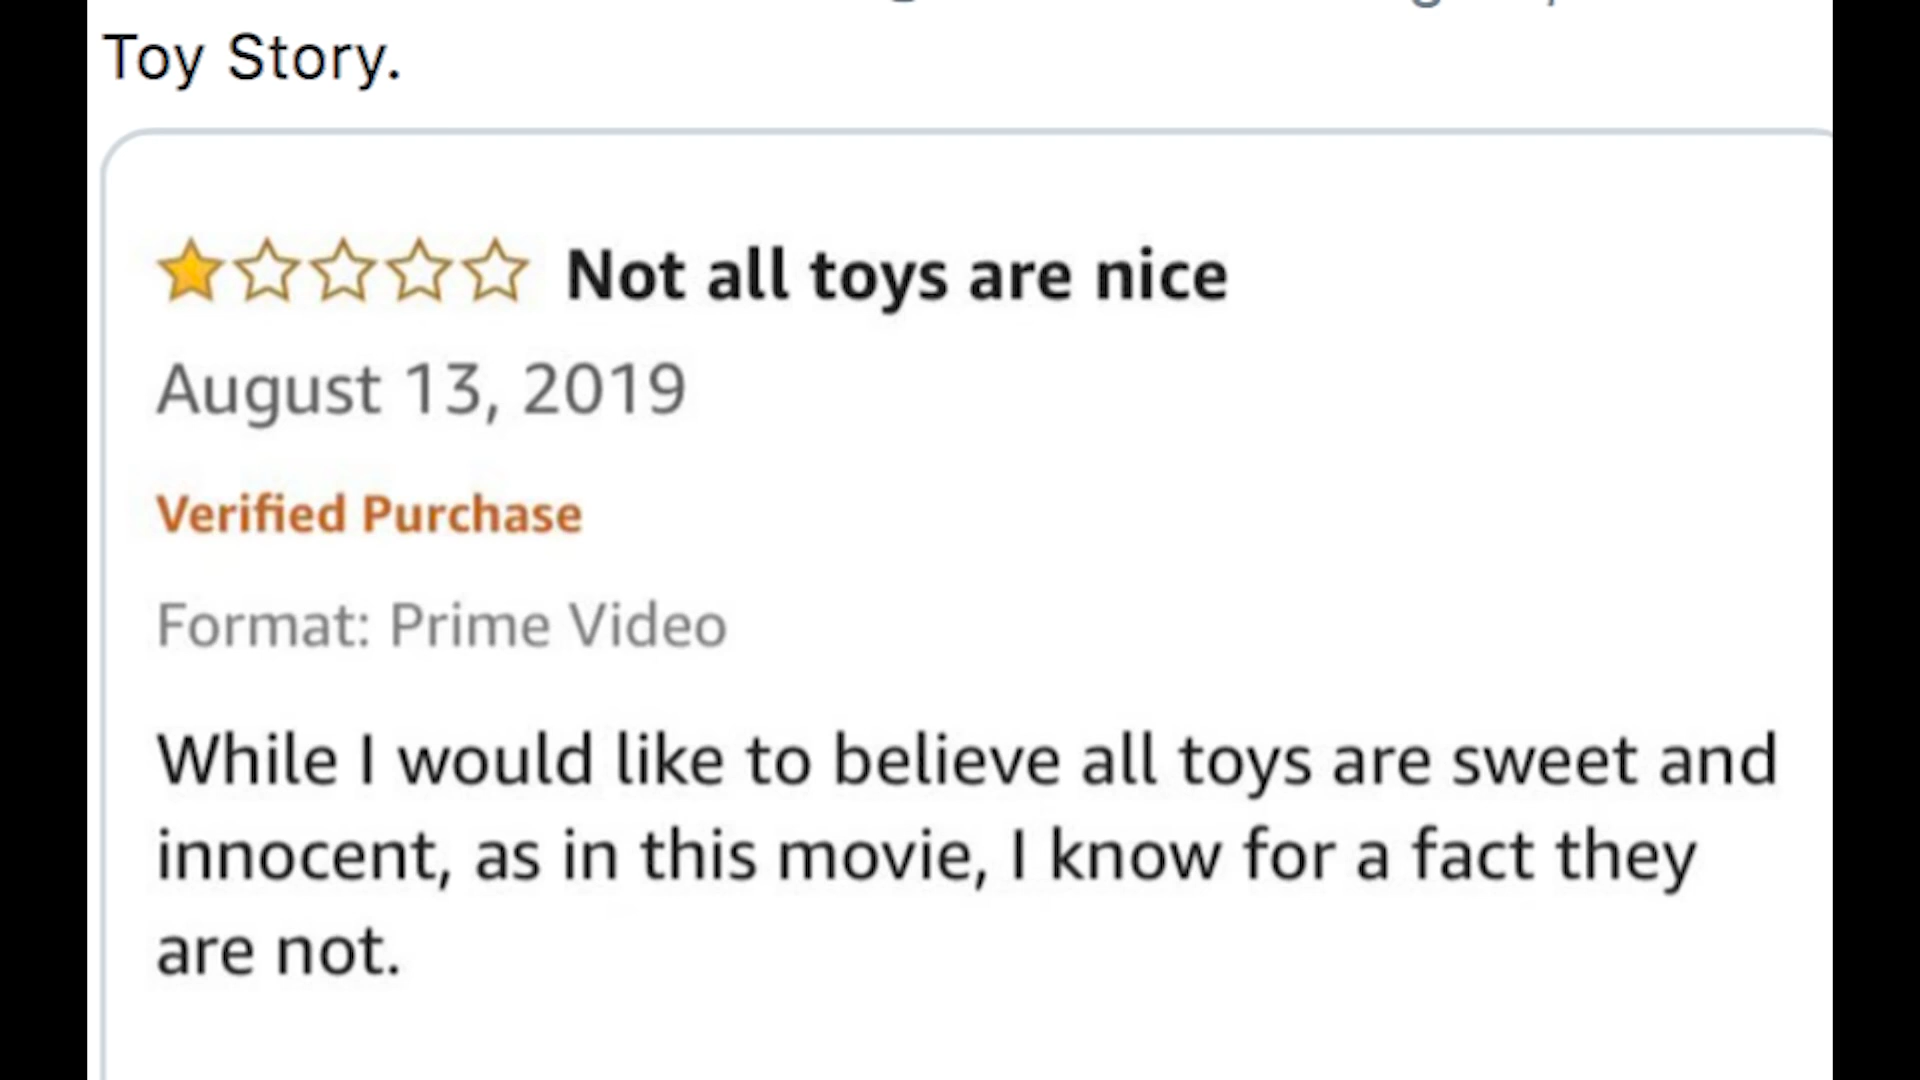 Toy Story.
Not all toys are nice
August 13, 2019
Verified Purchase
Format: Prime Video
While I would like to believe all toys are sweet and
innocent, as in this movie, I know for a fact they
are not.